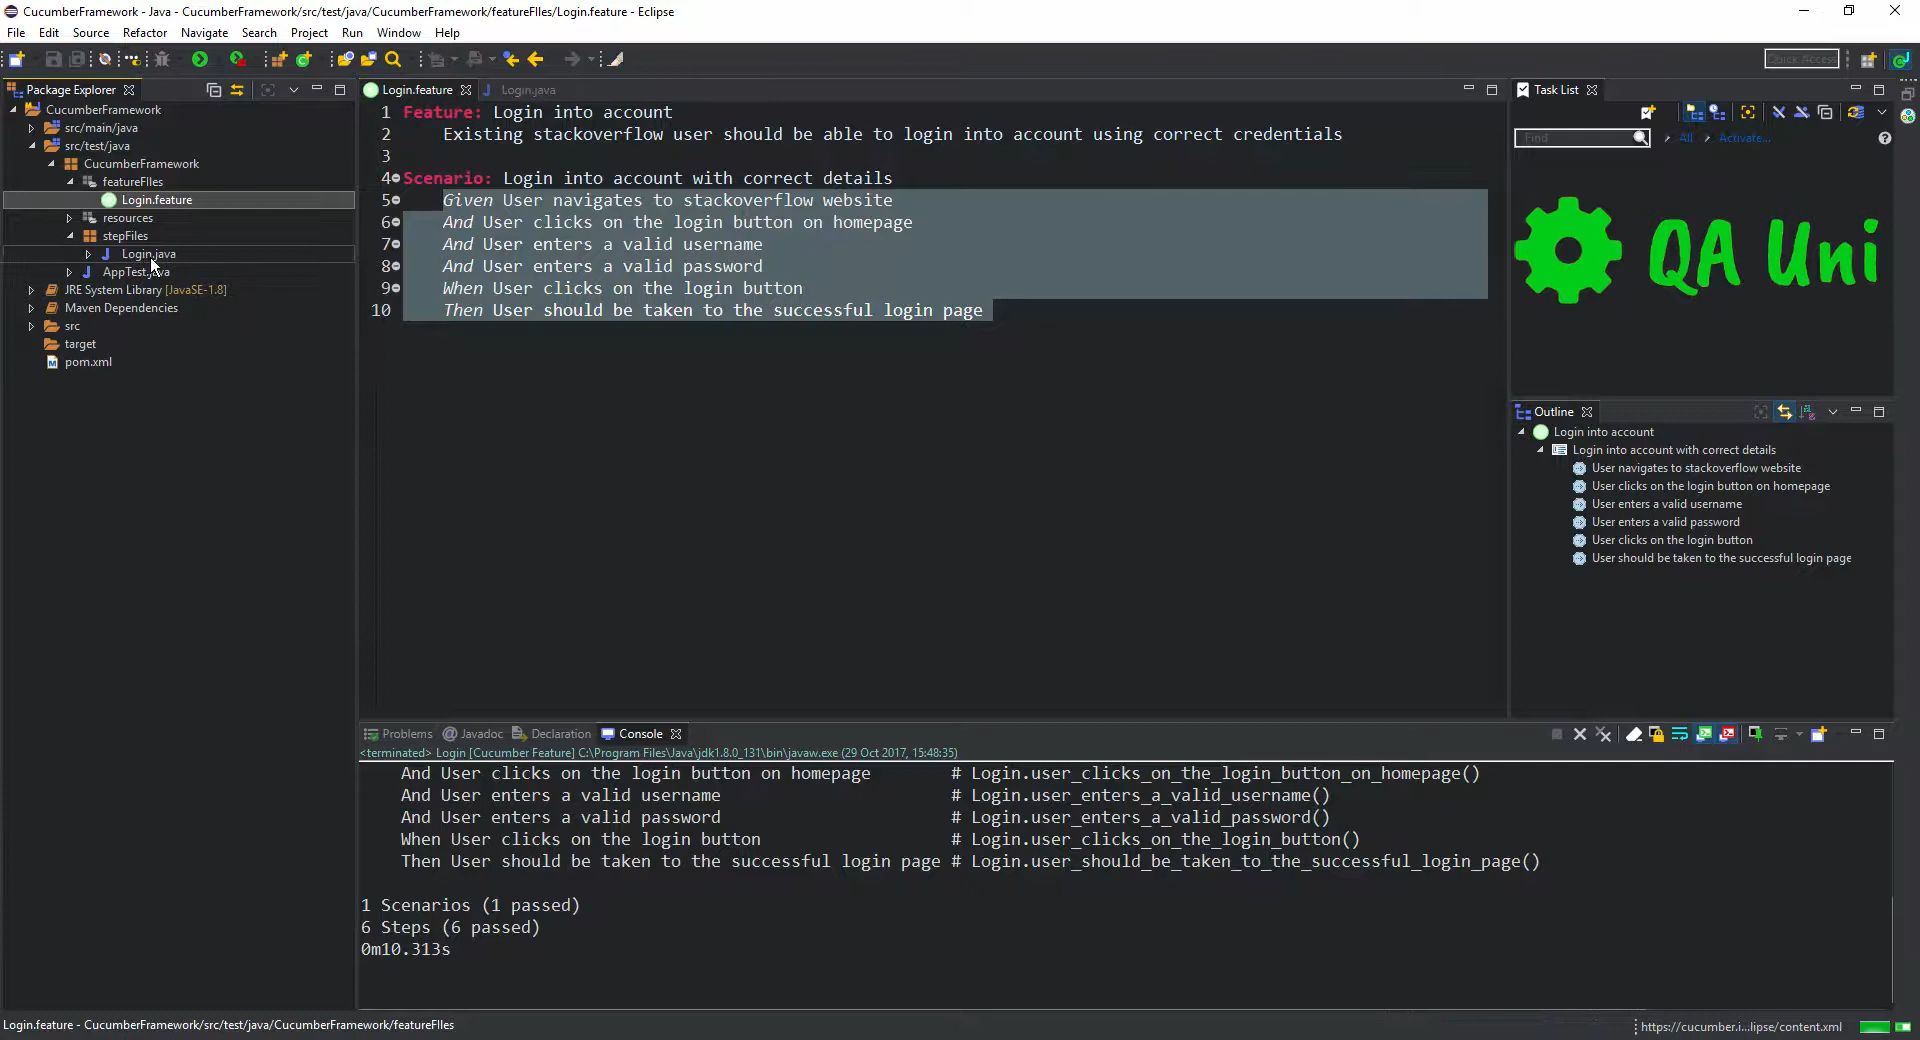 CucumberFramework - Java - CucumberFramework/src/test/java/CucumberFramework/featureFIles/Login.feature - Eclipse
File Edit Source Refactor Navigate Search Project Run Window Help
Quick Access
Package Explorer
CucumberFramework
src/main/java
src/test/java
CucumberFramework
featureFIles
Login.feature
resources
stepFiles
Login.java
AppTest.java
JRE System Library [JavaSE-1.8]
Maven Dependencies
src
target
pom.xml
Login.feature Login.java
1 Feature: Login into account
2 Existing stackoverflow user should be able to login into account using correct credentials
3
4 Scenario: Login into account with correct details
5 Given User navigates to stackoverflow website
6 And User clicks on the login button on homepage
7 And User enters a valid username
8 And User enters a valid password
9 When User clicks on the login button
10 Then User should be taken to the successful login page
Task List
Find All Activate...
QA Uni
Outline
Login into account
Login into account with correct details
User navigates to stackoverflow website
User clicks on the login button on homepage
User enters a valid username
User enters a valid password
User clicks on the login button
User should be taken to the successful login page
Problems Javadoc Declaration Console
<terminated> Login [Cucumber Feature] C:\Program Files\Java\jdk1.8.0_131\bin\javaw.exe (29 Oct 2017, 15:48:35)
And User clicks on the login button on homepage # Login.user_clicks_on_the_login_button_on_homepage()
And User enters a valid username # Login.user_enters_a_valid_username()
And User enters a valid password # Login.user_enters_a_valid_password()
When User clicks on the login button # Login.user_clicks_on_the_login_button()
Then User should be taken to the successful login page # Login.user_should_be_taken_to_the_successful_login_page()
1 Scenarios (1 passed)
6 Steps (6 passed)
0m10.313s
Login.feature - CucumberFramework/src/test/java/CucumberFramework/featureFIles
https://cucumber.i...lipse/content.xml